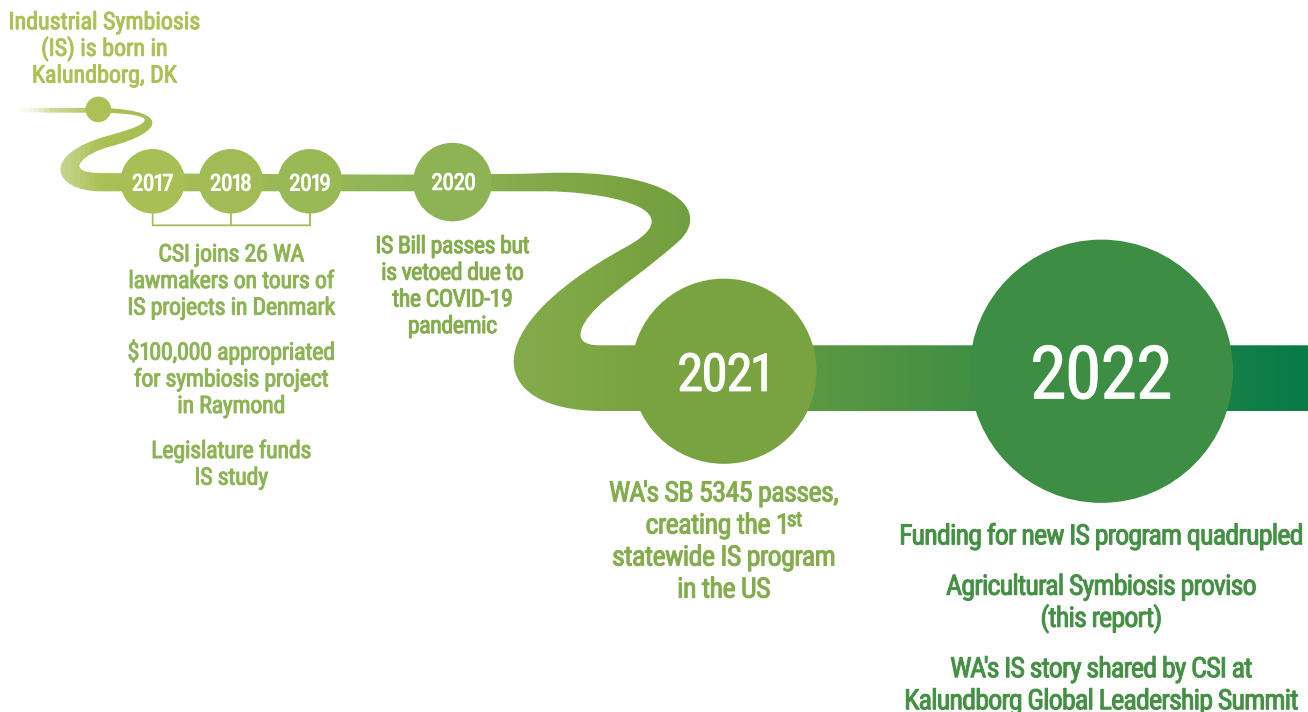 Industrial Symbiosis
(IS) is born in
Kalundborg, DK
2017
2018
2019
CSI joins 26 WA
lawmakers on tours of
IS projects in Denmark
$100,000 appropriated
for symbiosis project
in Raymond
Legislature funds
IS study
2020
IS Bill passes but
is vetoed due to
the COVID-19
pandemic
2021
WA's SB 5345 passes,
creating the 1st
statewide IS program
in the US
2022
Funding for new IS program quadrupled
Agricultural Symbiosis proviso
(this report)
WA's IS story shared by CSI at
Kalundborg Global Leadership Summit